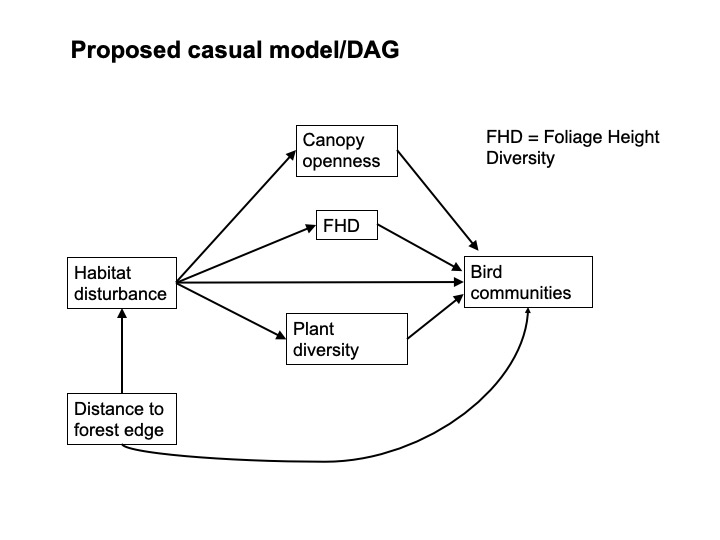 Proposed casual model/DAG
Canopy
openness
FHD = Foliage Height
Diversity
FHD
Habitat
disturbance
Bird
communities
Plant
diversity
Distance to
forest edge